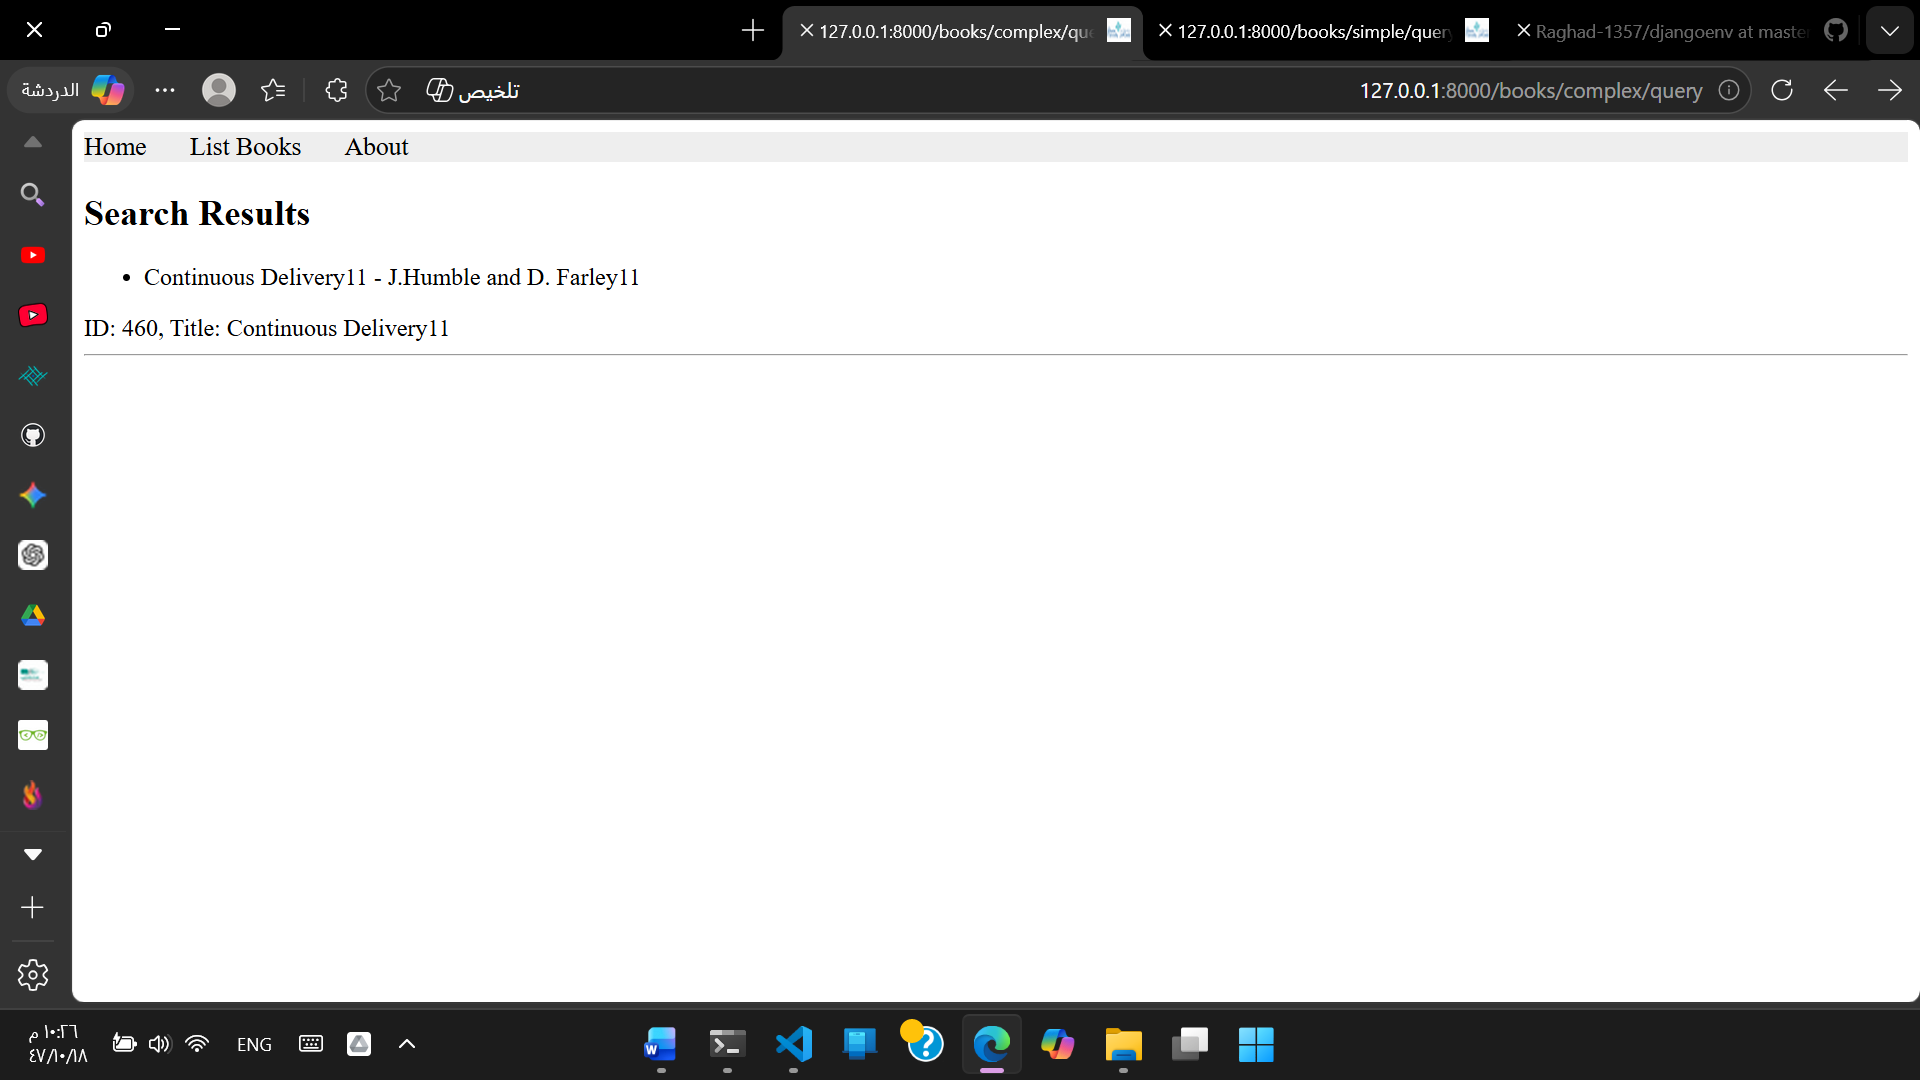 127.0.0.1:8000/books/complex/que
127.0.0.1:8000/books/simple/query
Raghad-1357/djangoenv at master
الدردشة
تلخيص
127.0.0.1:8000/books/complex/query
Home List Books About
Search Results
• Continuous Delivery11 - J.Humble and D. Farley11
ID: 460, Title: Continuous Delivery11
ENG
١٠:٢٦ م
٤٧/١٠/١٨